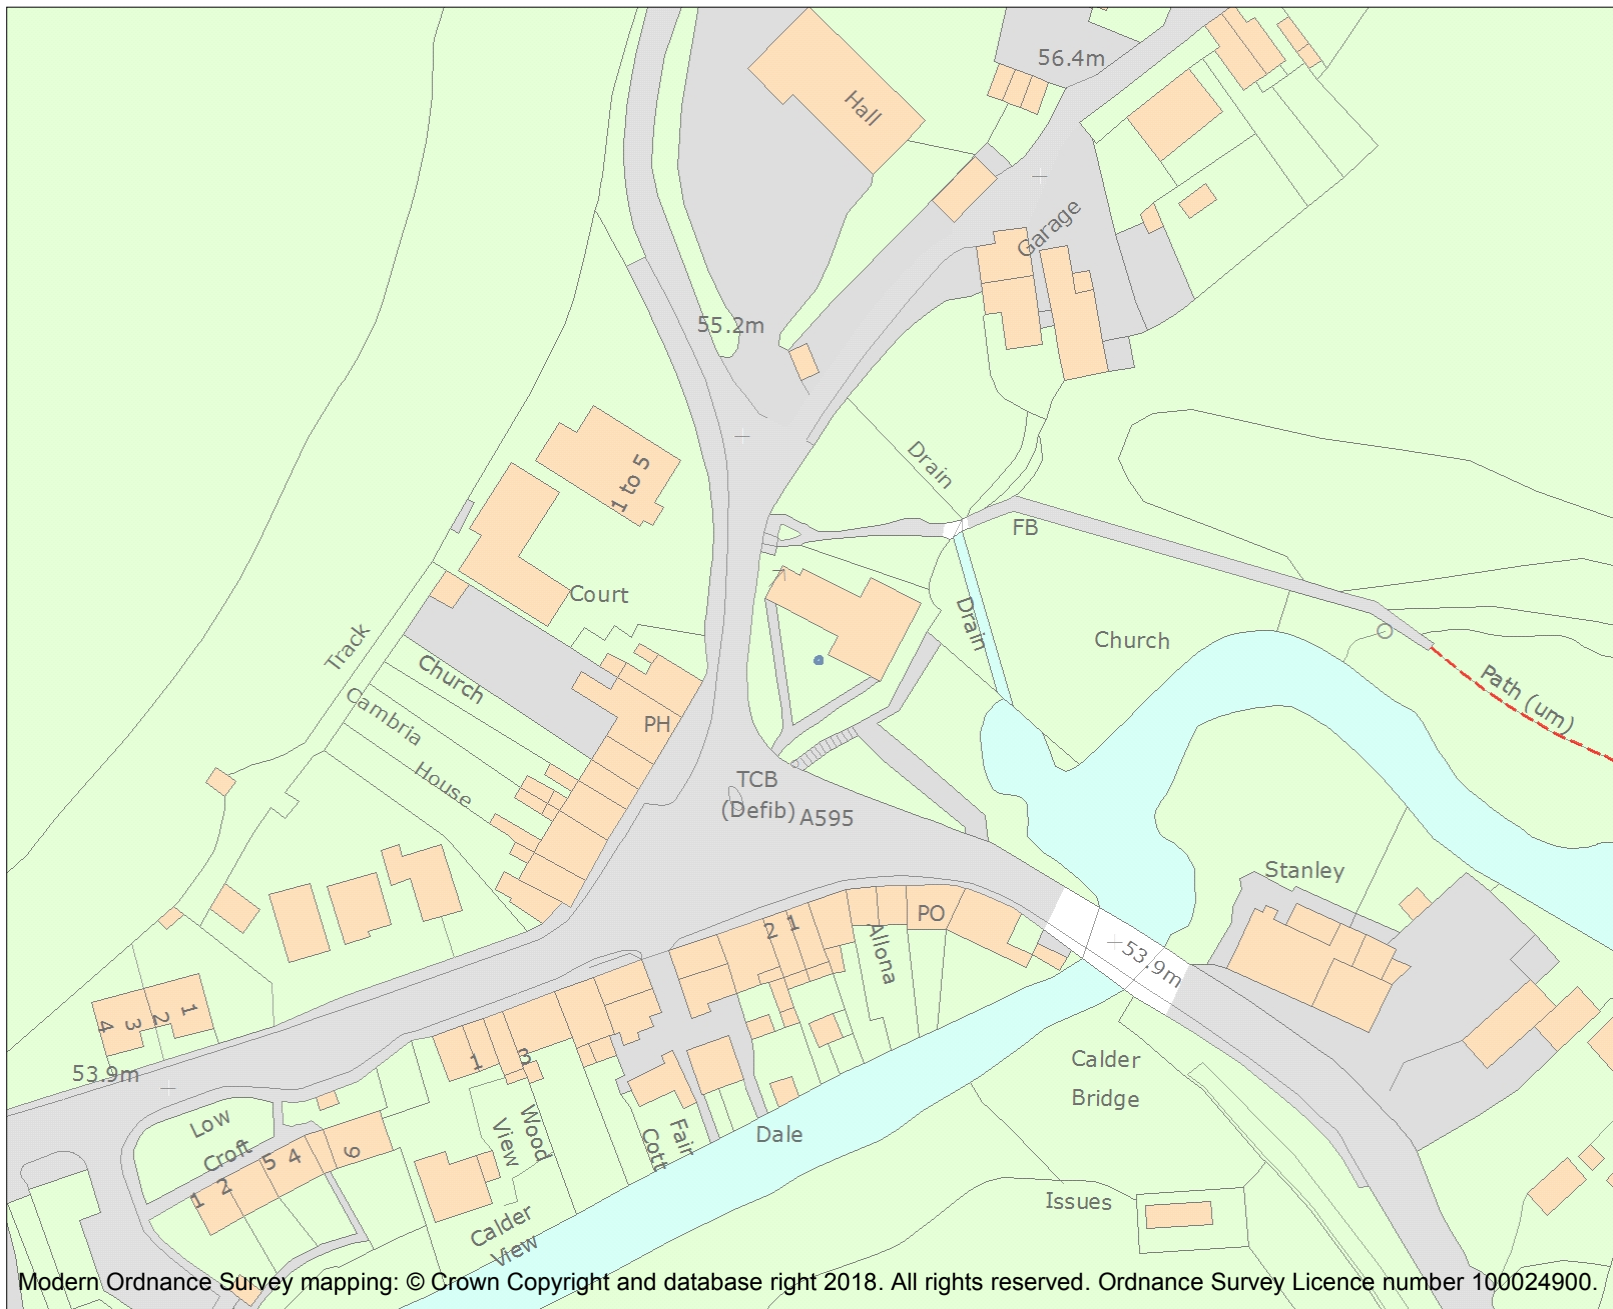 56.4m
Hall
Garage
55.2m
Drain
1 to 5
FB
Court
Drain
Church
Track
Church
Path (um)
Cambria
PH
House
TCB
(Defib)
A595
Stanley
PO
2 1
Allona
53.9m
4 3 2 1
1 3
53.9m
Calder
Bridge
Low
Croft
Wood
View
Fair
Cott
Dale
1 2 5 4 6
Issues
Calder
View
Modern Ordnance Survey mapping: © Crown Copyright and database right 2018. All rights reserved. Ordnance Survey Licence number 100024900.